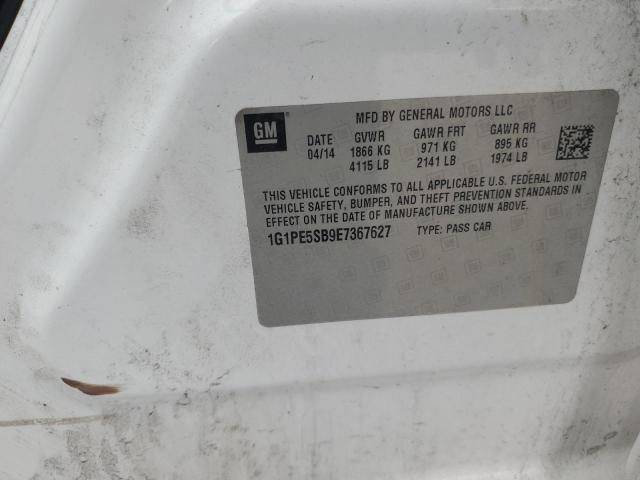 GM
MFD BY GENERAL MOTORS LLC
DATE GVWR GAWR FRT GAWR RR
04/14 1866 KG 971 KG 895 KG
4115 LB 2141 LB 1974 LB
THIS VEHICLE CONFORMS TO ALL APPLICABLE U.S. FEDERAL MOTOR
VEHICLE SAFETY, BUMPER, AND THEFT PREVENTION STANDARDS IN
EFFECT ON THE DATE OF MANUFACTURE SHOWN ABOVE.
1G1PE5SB9E7367627 TYPE: PASS CAR